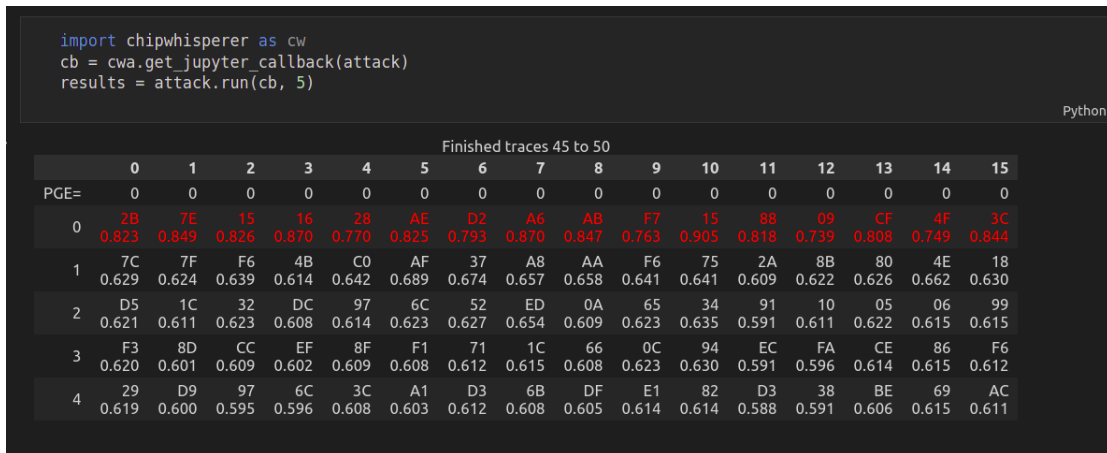 import chipwhisperer as cw
cb = cwa.get_jupyter_callback(attack)
results = attack.run(cb, 5)
Python
Finished traces 45 to 50
0 1 2 3 4 5 6 7 8 9 10 11 12 13 14 15
PGE= 0 0 0 0 0 0 0 0 0 0 0 0 0 0 0 0
0 2B 7E 15 16 28 AE D2 A6 AB F7 15 88 09 CF 4F 3C
0.823 0.849 0.826 0.870 0.770 0.825 0.793 0.870 0.847 0.763 0.905 0.818 0.739 0.808 0.749 0.844
1 7C 7F F6 4B C0 AF 37 A8 AA F6 75 2A 8B 80 4E 18
0.629 0.624 0.639 0.614 0.642 0.689 0.674 0.657 0.658 0.641 0.641 0.609 0.622 0.626 0.662 0.630
2 D5 1C 32 DC 97 6C 52 ED 0A 65 34 91 10 05 06 99
0.621 0.611 0.623 0.608 0.614 0.623 0.627 0.654 0.609 0.623 0.635 0.591 0.611 0.622 0.615 0.615
3 F3 8D CC EF 8F F1 71 1C 66 0C 94 EC FA CE 86 F6
0.620 0.601 0.609 0.602 0.609 0.608 0.612 0.615 0.608 0.623 0.630 0.591 0.596 0.614 0.615 0.612
4 29 D9 97 6C 3C A1 D3 6B DF E1 82 D3 38 BE 69 AC
0.619 0.600 0.595 0.596 0.608 0.603 0.612 0.608 0.605 0.614 0.614 0.588 0.591 0.606 0.615 0.611